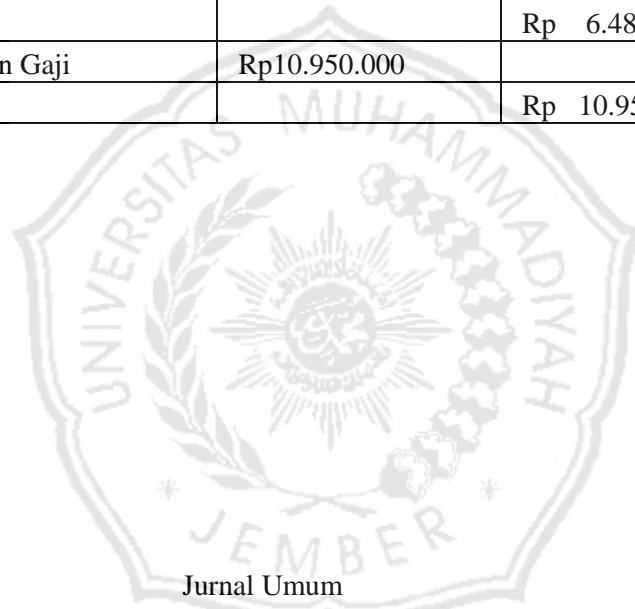 Rp 6.48
n Gaji Rp10.950.000
Rp 10.95
UNIVERSITAS MUHAMMADIYAH
JEMBER
Jurnal Umum